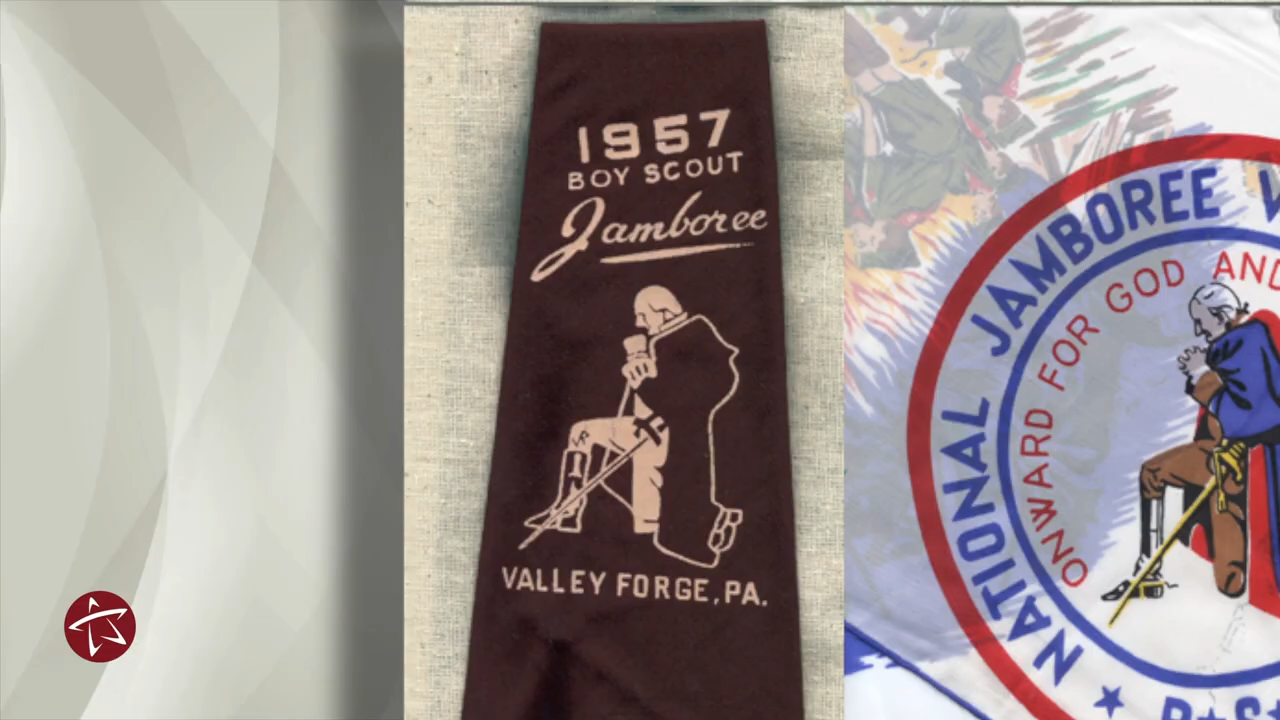 1957
BOY SCOUT
Jamboree
VALLEY FORGE, PA.
NATIONAL JAMBOREE
ONWARD FOR GOD AND